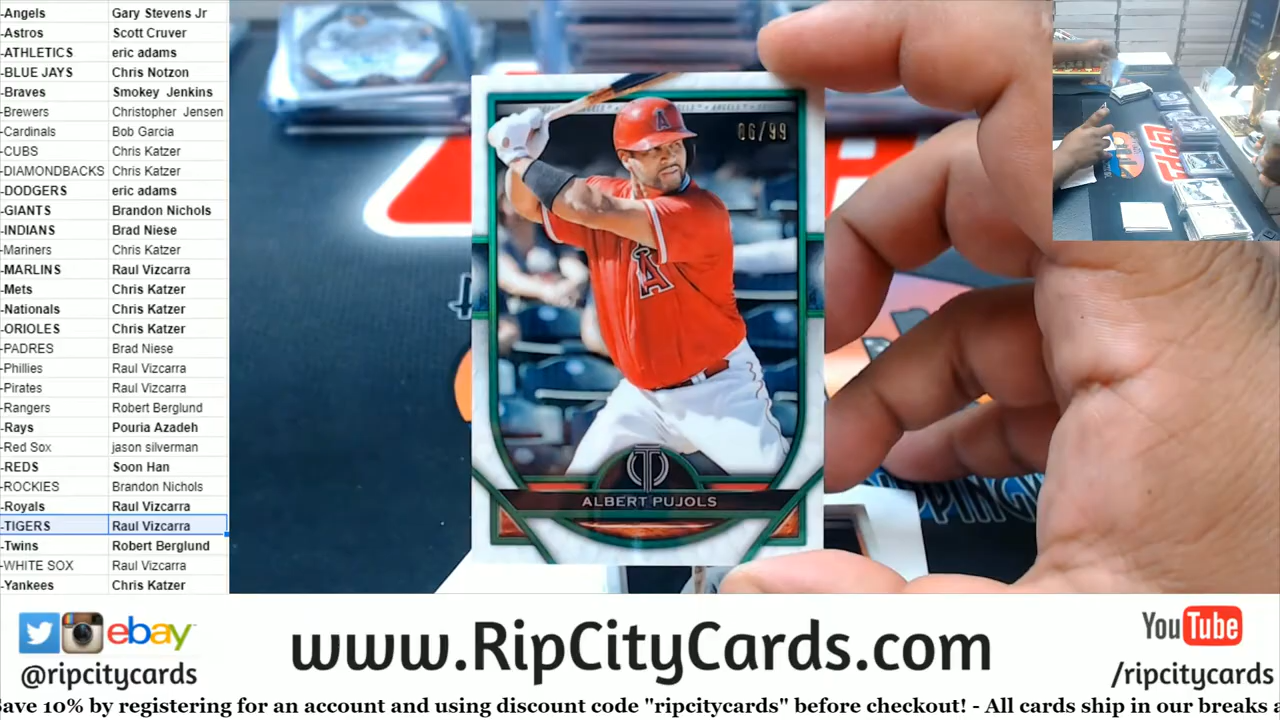 -Angels Gary Stevens Jr
-Astros Scott Cruver
-ATHLETICS eric adams
-BLUE JAYS Chris Notzon
-Braves Smokey Jenkins
-Brewers Christopher Jensen
-Cardinals Bob Garcia
-CUBS Chris Katzer
-DIAMONDBACKS Chris Katzer
-DODGERS eric adams
-GIANTS Brandon Nichols
-INDIANS Brad Niese
-Mariners Chris Katzer
-MARLINS Raul Vizcarra
-Mets Chris Katzer
-Nationals Chris Katzer
-ORIOLES Chris Katzer
-PADRES Brad Niese
-Phillies Raul Vizcarra
-Pirates Raul Vizcarra
-Rangers Robert Berglund
-Rays Pouria Azadeh
-Red Sox jason silverman
-REDS Soon Han
-ROCKIES Brandon Nichols
-Royals Raul Vizcarra
-TIGERS Raul Vizcarra
-Twins Robert Berglund
-WHITE SOX Raul Vizcarra
-Yankees Chris Katzer
06/99
A
A
T
ALBERT PUJOLS
TOPPS
ebay
@ripcitycards
www.RipCityCards.com
YouTube
/ripcitycards
Save 10% by registering for an account and using discount code "ripcitycards" before checkout! - All cards ship in our breaks a